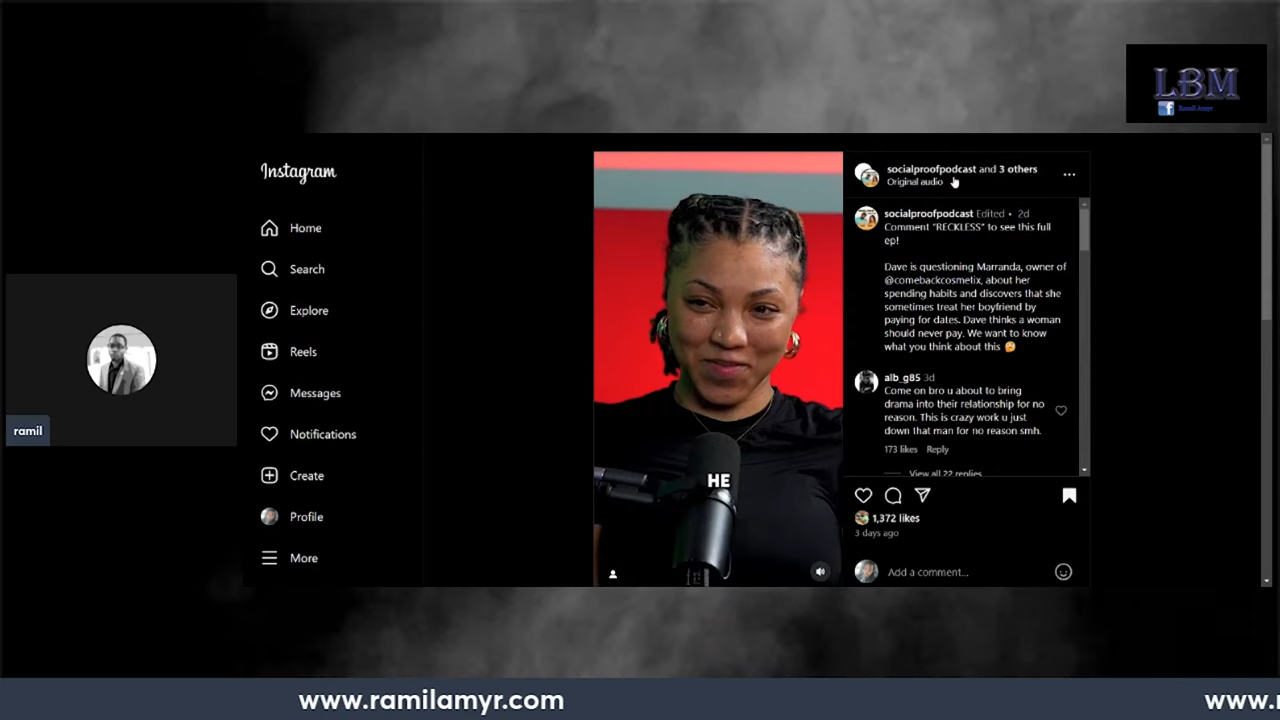 LBM
Ramil Amyr
Instagram
Home
Search
Explore
Reels
Messages
Notifications
Create
Profile
More
ramil
HE
socialproofpodcast and 3 others
Original audio
socialproofpodcast Edited • 2d
Comment "RECKLESS" to see this full
ep!
Dave is questioning Marranda, owner of
@comebackcosmetix, about her
spending habits and discovers that she
sometimes treat her boyfriend by
paying for dates. Dave thinks a woman
should never pay. We want to know
what you think about this 🤔
alb_g85 3d
Come on bro u about to bring
drama into their relationship for no
reason. This is crazy work u just
down that man for no reason smh.
173 likes Reply
View all 22 replies
1,372 likes
3 days ago
Add a comment...
www.ramilamyr.com
www.r